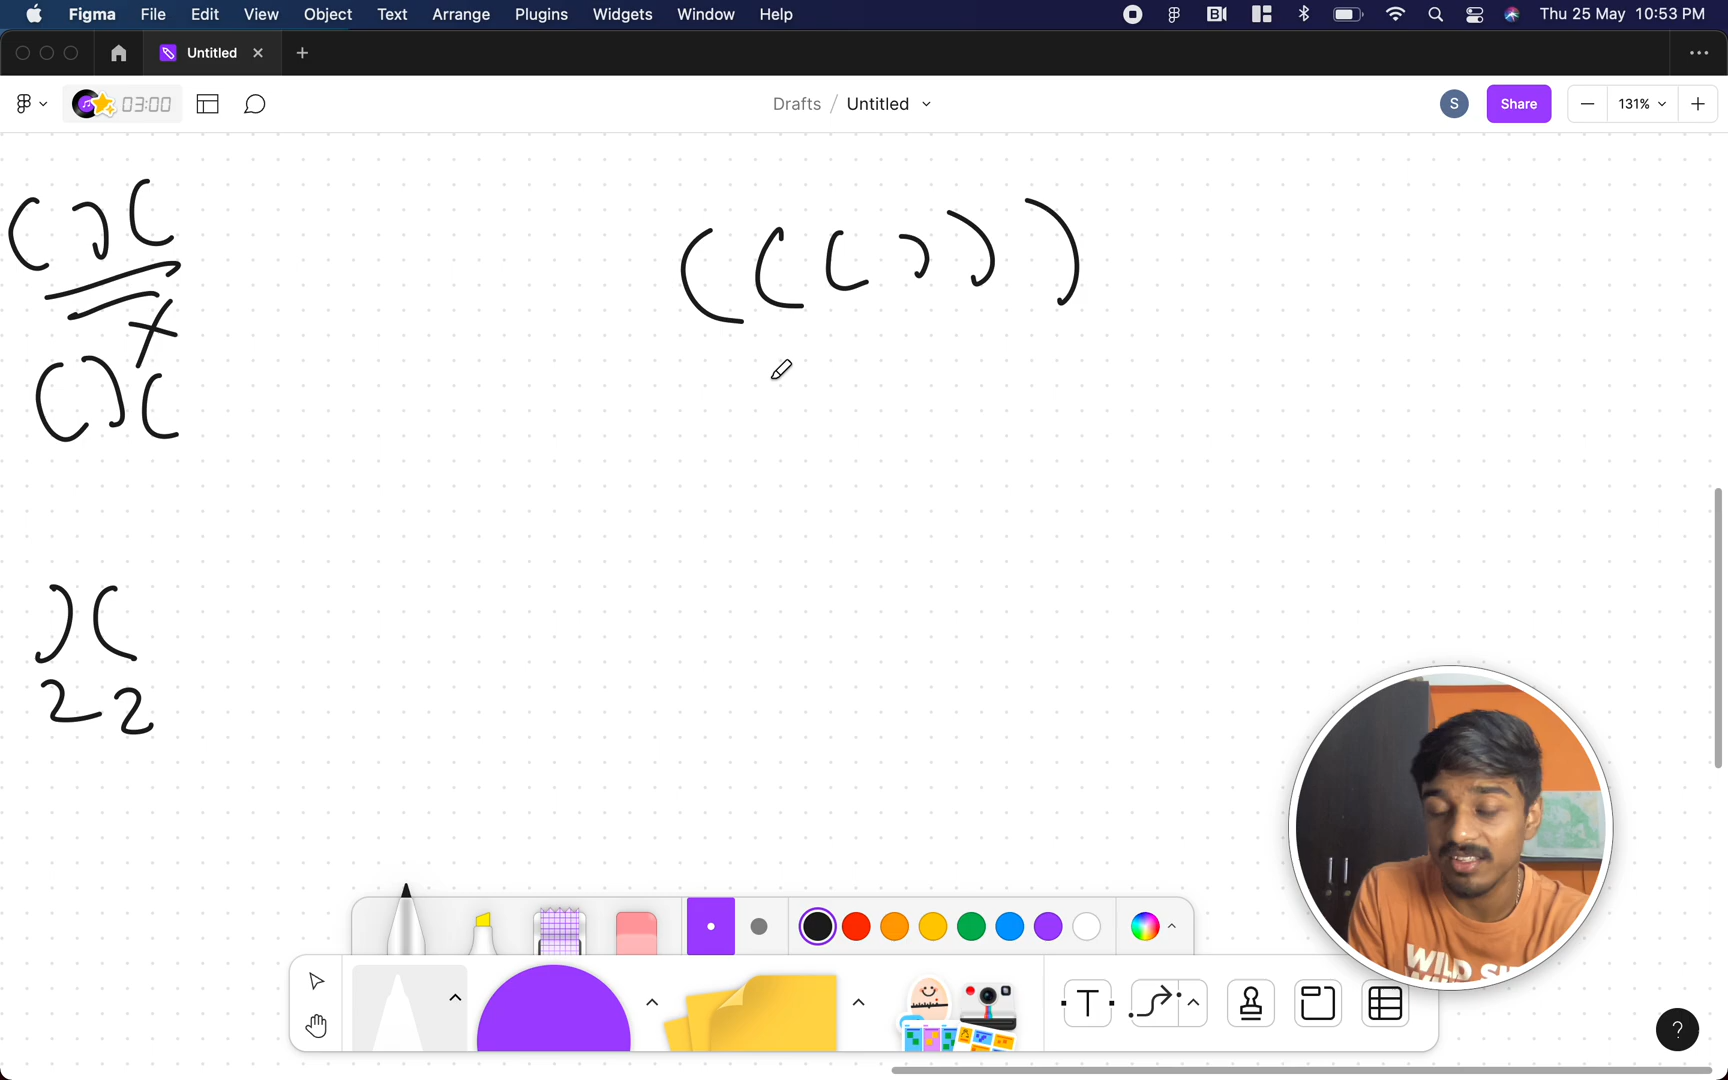 Figma File Edit View Object Text Arrange Plugins Widgets Window Help Thu 25 May 10:53 PM
Untitled
03:00 Drafts / Untitled S Share 131%
( ) (
( ( ( ) ) )
x
( ) (
) (
2 2
WILD
T
?